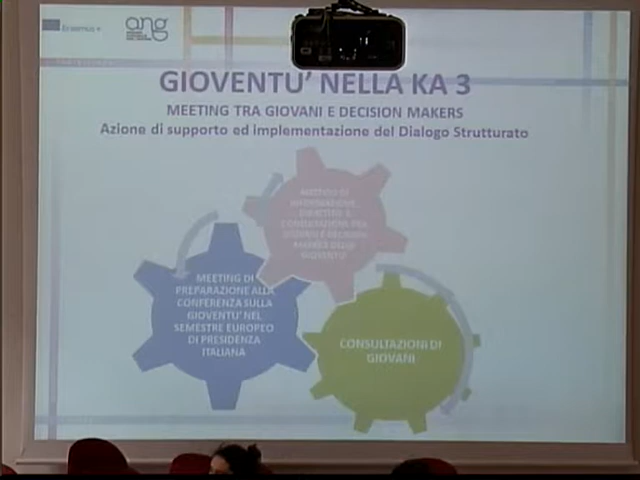 Erasmus+
ang
GIOVENTU' NELLA KA 3
MEETING TRA GIOVANI E DECISION MAKERS
Azione di supporto ed implementazione del Dialogo Strutturato
MEETING DI
PREPARAZIONE ALLA
CONFERENZA SULLA
GIOVENTU' NEL
SEMESTRE EUROPEO
DI PRESIDENZA
ITALIANA
CONSULTAZIONI DI
GIOVANI